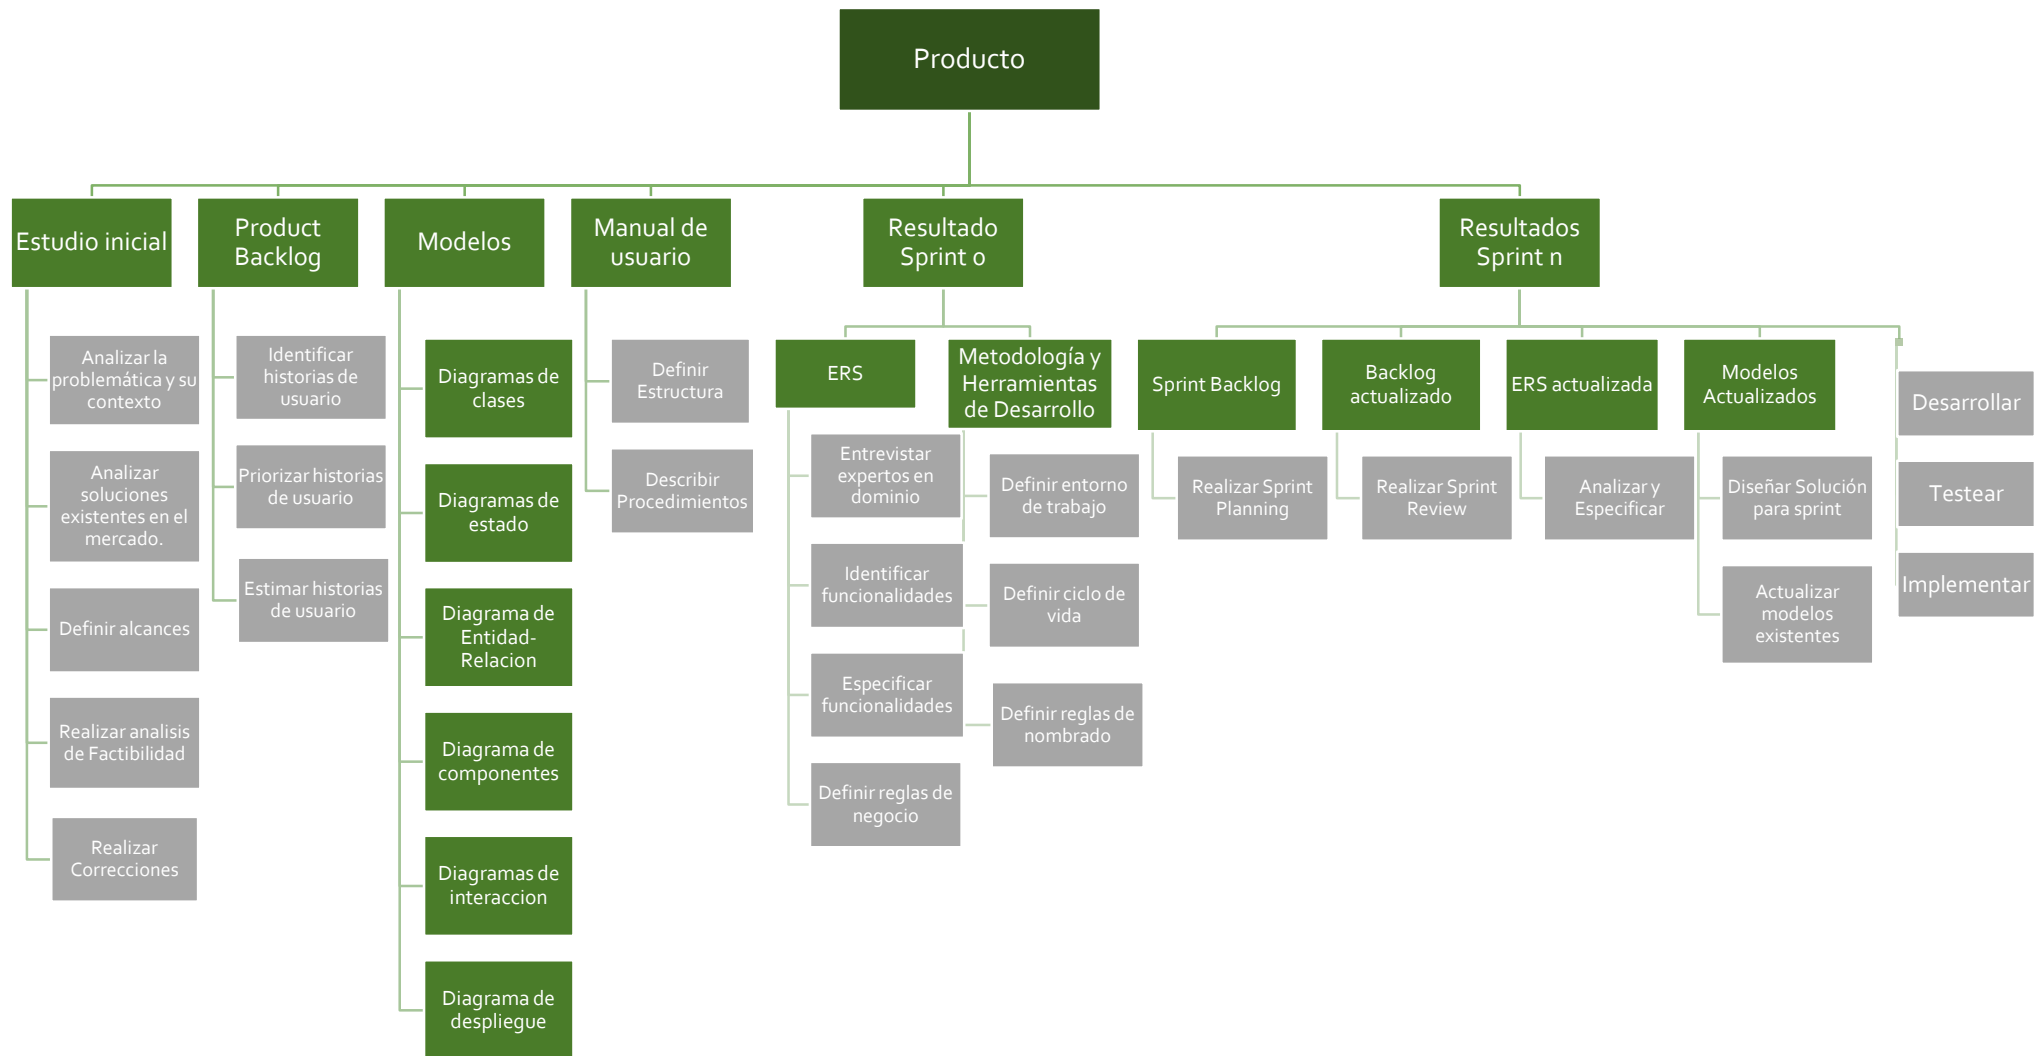 Producto
Estudio inicial
Product
Backlog
Modelos
Manual de
usuario
Resultado
Sprint 0
Resultados
Sprint n
Analizar la
problemática y su
contexto
Analizar
soluciones
existentes en el
mercado.
Definir alcances
Realizar analisis
de Factibilidad
Realizar
Correcciones
Identificar
historias de
usuario
Priorizar historias
de usuario
Estimar historias
de usuario
Diagramas de
clases
Diagramas de
estado
Diagrama de
Entidad-
Relacion
Diagrama de
componentes
Diagramas de
interaccion
Diagrama de
despliegue
Definir
Estructura
Describir
Procedimientos
ERS
Entrevistar
expertos en
dominio
Identificar
funcionalidades
Especificar
funcionalidades
Definir reglas de
negocio
Metodología y
Herramientas
de Desarrollo
Definir entorno
de trabajo
Definir ciclo de
vida
Definir reglas de
nombrado
Sprint Backlog
Realizar Sprint
Planning
Backlog
actualizado
Realizar Sprint
Review
ERS actualizada
Analizar y
Especificar
Modelos
Actualizados
Diseñar Solución
para sprint
Actualizar
modelos
existentes
Desarrollar
Testear
Implementar